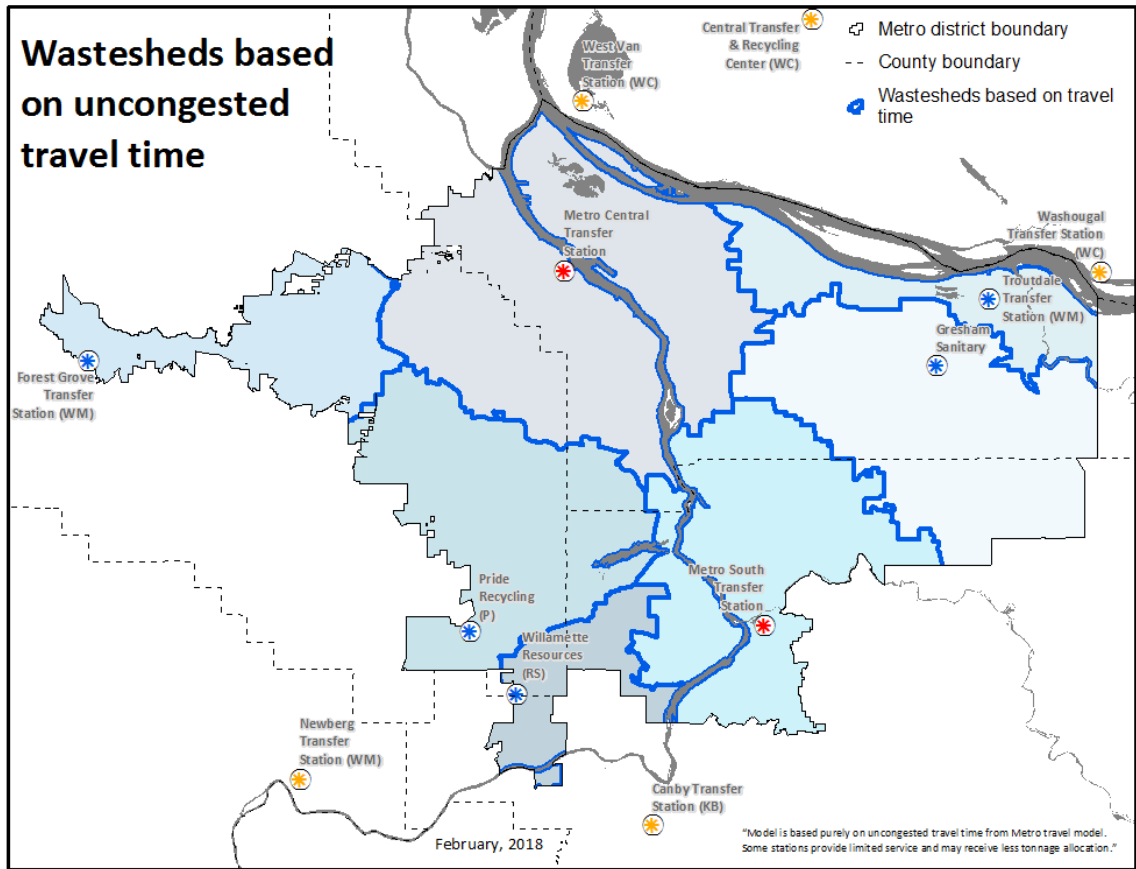 Wastesheds based
on uncongested
travel time
West Van
Transfer
Station (WC)
Central Transfer
& Recycling
Center (WC)
Metro district boundary
County boundary
Wastesheds based on travel
time
Metro Central
Transfer
Station
Washougal
Transfer Station
(WC)
Troutdale
Transfer
Station (WM)
Gresham
Sanitary
Forest Grove
Transfer
Station (WM)
Metro South
Transfer
Station
Pride
Recycling
(P)
Willamette
Resources
(RS)
Newberg
Transfer
Station (WM)
Canby Transfer
Station (KB)
February, 2018
"Model is based purely on uncongested travel time from Metro travel model.
Some stations provide limited service and may receive less tonnage allocation."